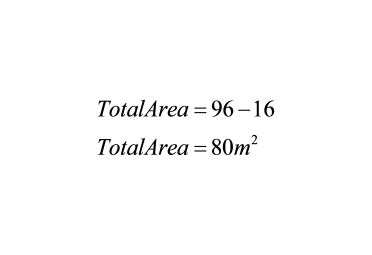 TotalArea = 96 − 16
TotalArea = 80m²